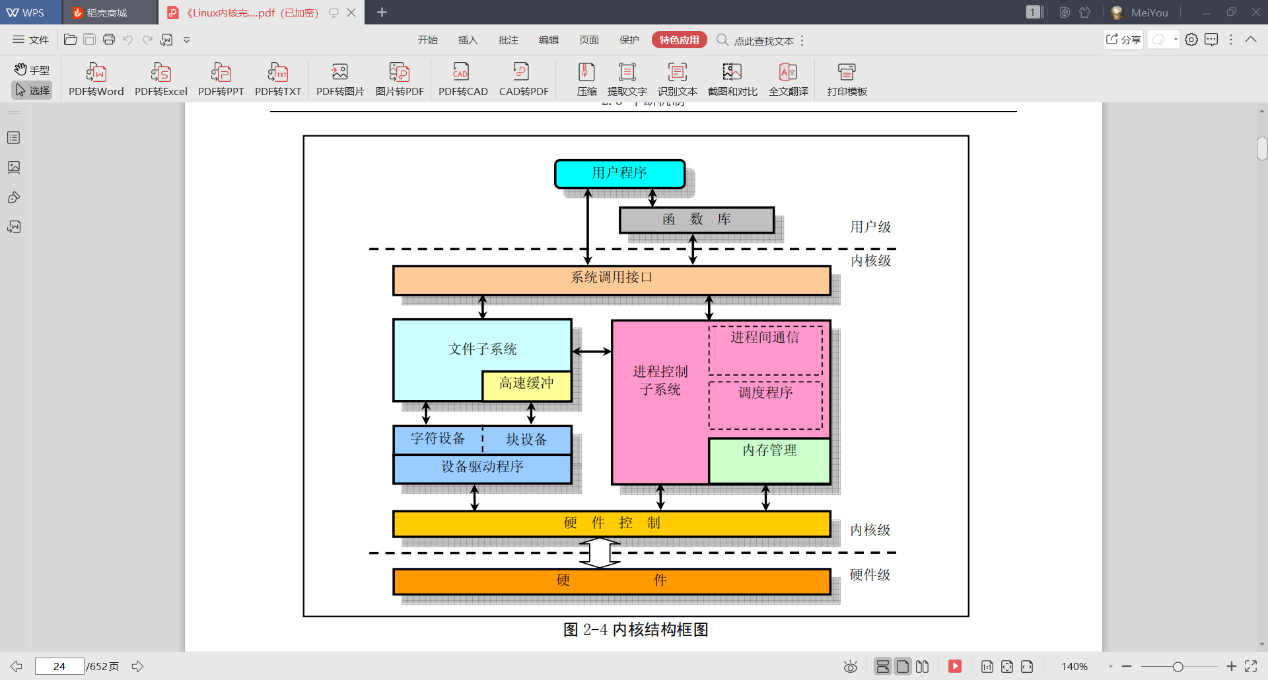 WPS 稻壳商城 《Linux内核完....pdf（已加密） 1 MeiYou
文件 开始 插入 批注 编辑 页面 保护 特色应用 点此查找文本 分享
手型
选择
PDF转Word PDF转Excel PDF转PPT PDF转TXT PDF转图片 图片转PDF PDF转CAD CAD转PDF 压缩 提取文字 识别文本 截图和对比 全文翻译 打印模板
用户程序
函 数 库
用户级
内核级
系统调用接口
文件子系统
高速缓冲
进程控制
子系统
进程间通信
调度程序
内存管理
字符设备 块设备
设备驱动程序
硬 件 控 制
内核级
硬 件
硬件级
图 2-4 内核结构框图
24 /652页 140%